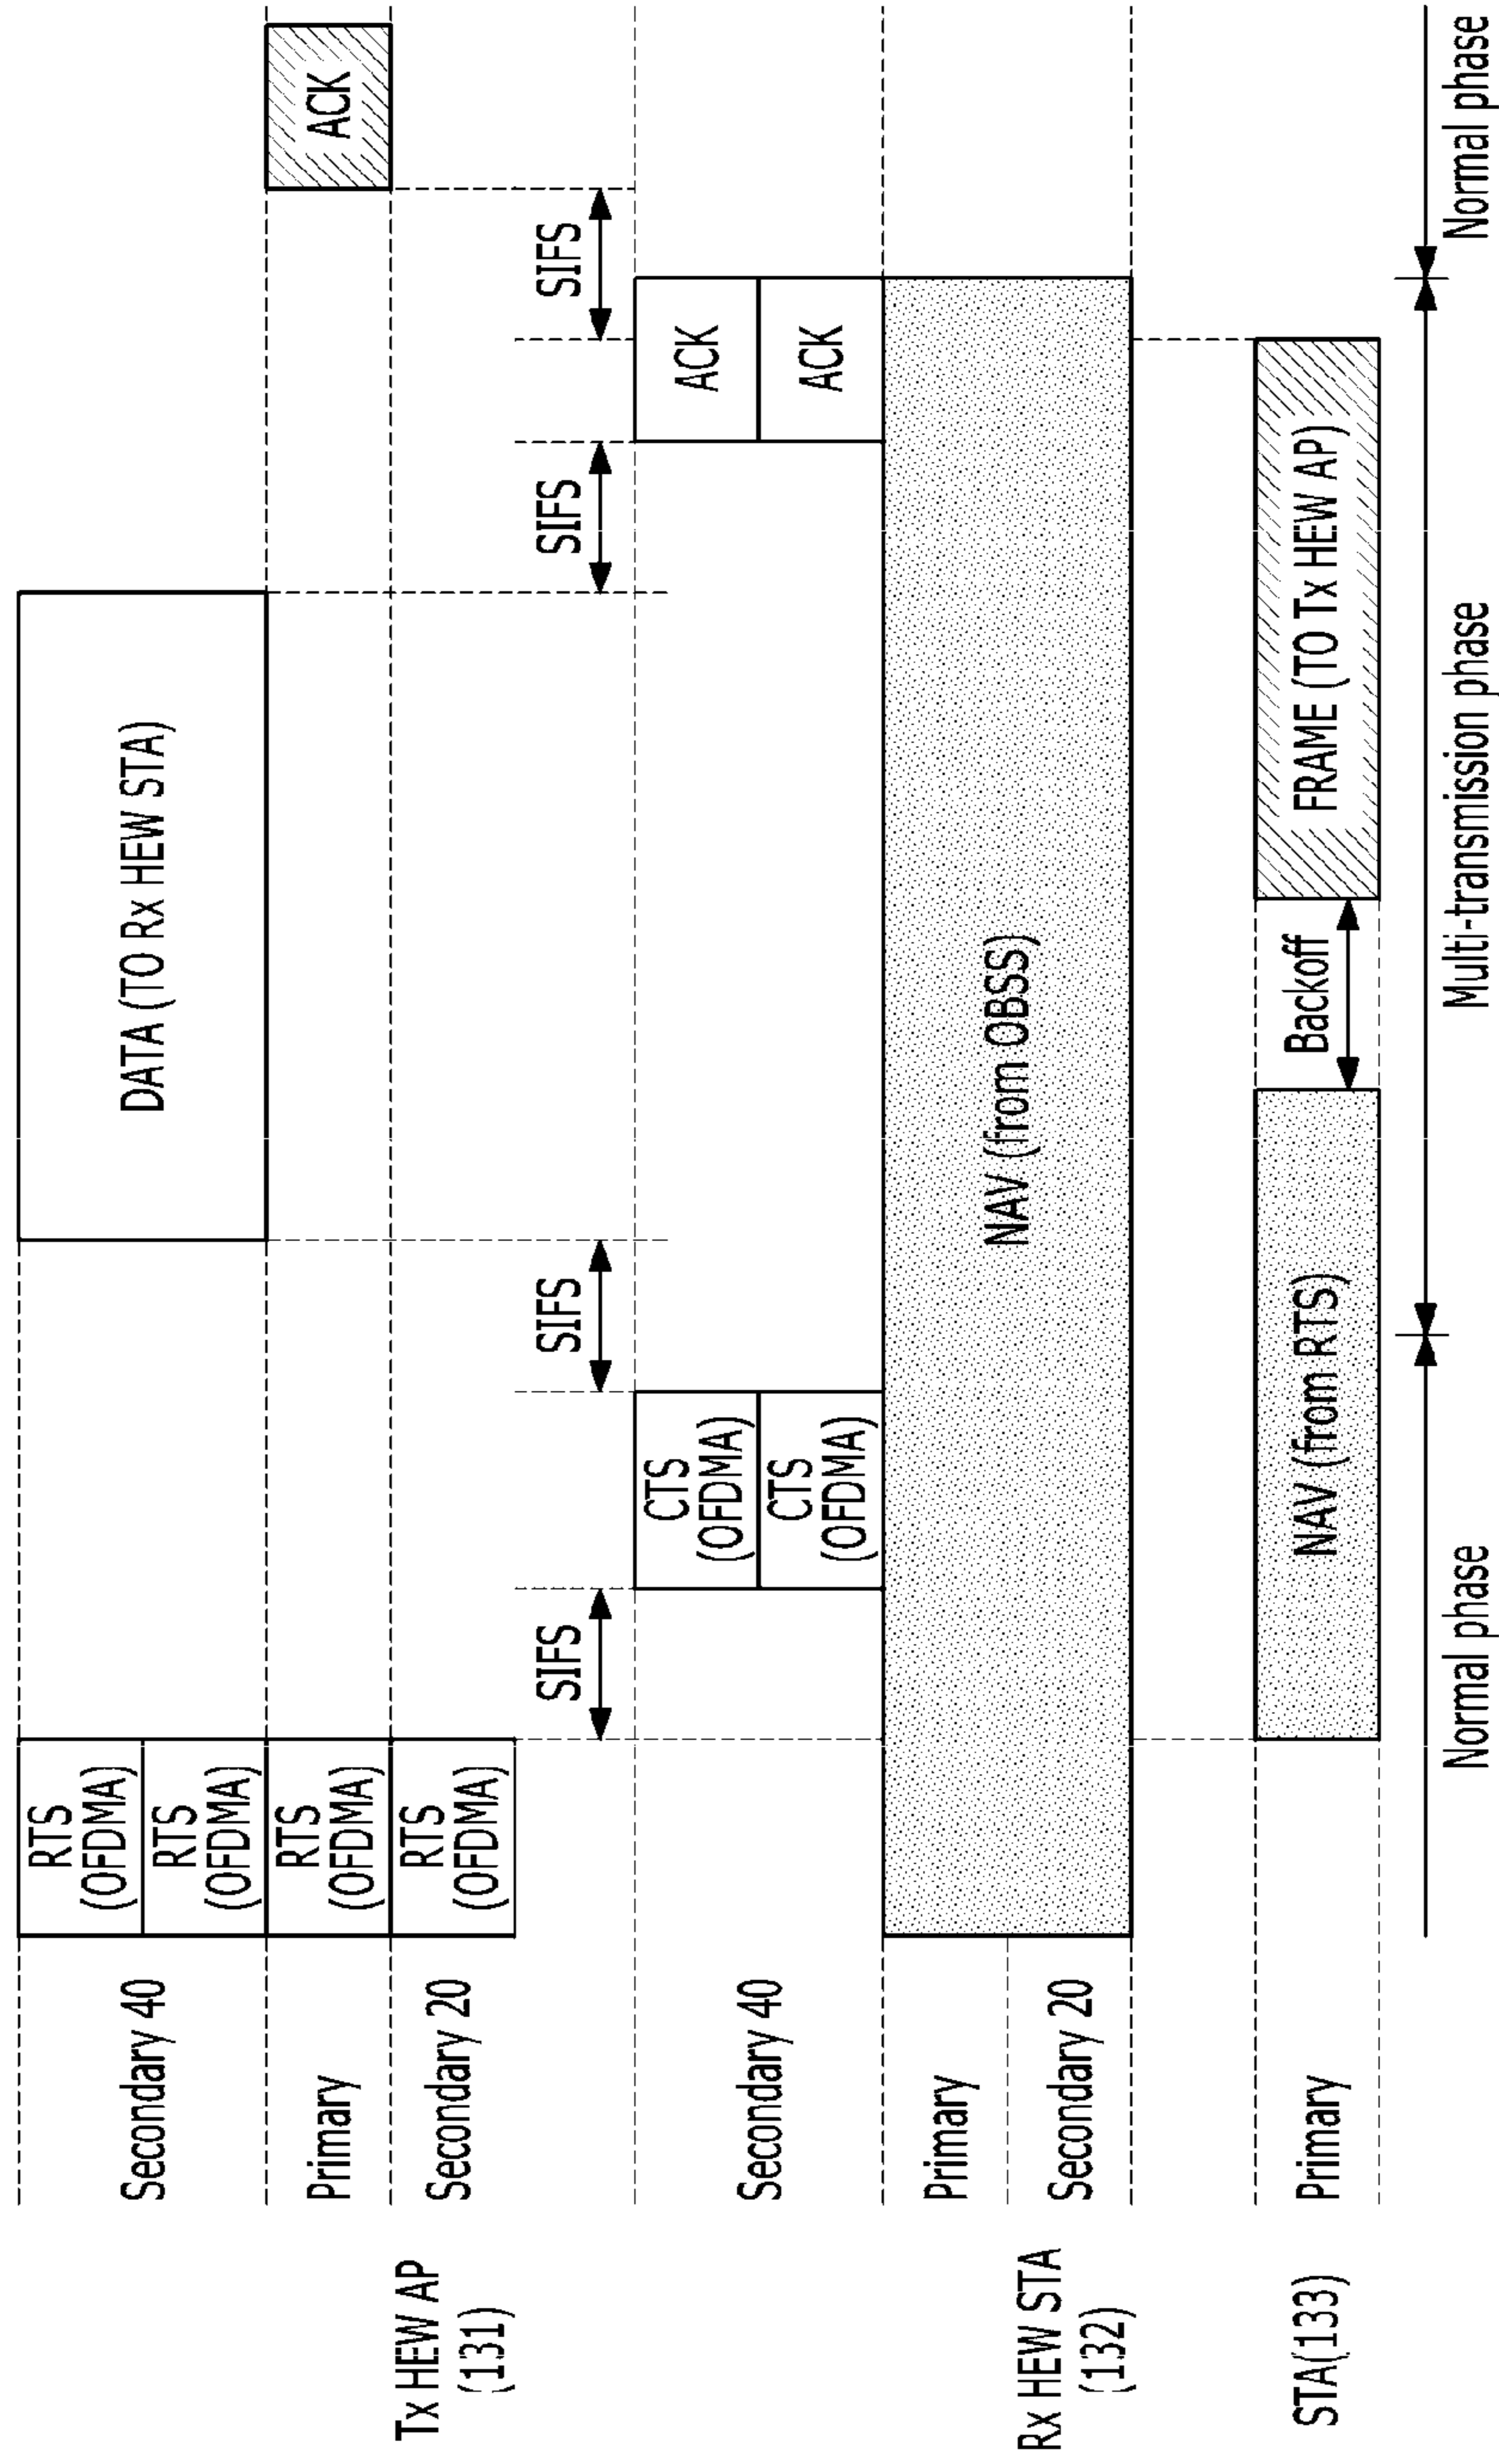 Tx HEW AP
(131)
Secondary 40
Primary
Secondary 20
RTS
(OFDMA)
RTS
(OFDMA)
RTS
(OFDMA)
RTS
(OFDMA)
DATA (TO Rx HEW STA)
ACK
SIFS
SIFS
SIFS
SIFS
Rx HEW STA
(132)
Secondary 40
Primary
Secondary 20
CTS
(OFDMA)
CTS
(OFDMA)
ACK
ACK
NAV (from OBSS)
STA(133)
Primary
NAV (from RTS)
Backoff
FRAME (TO Tx HEW AP)
Normal phase
Multi-transmission phase
Normal phase